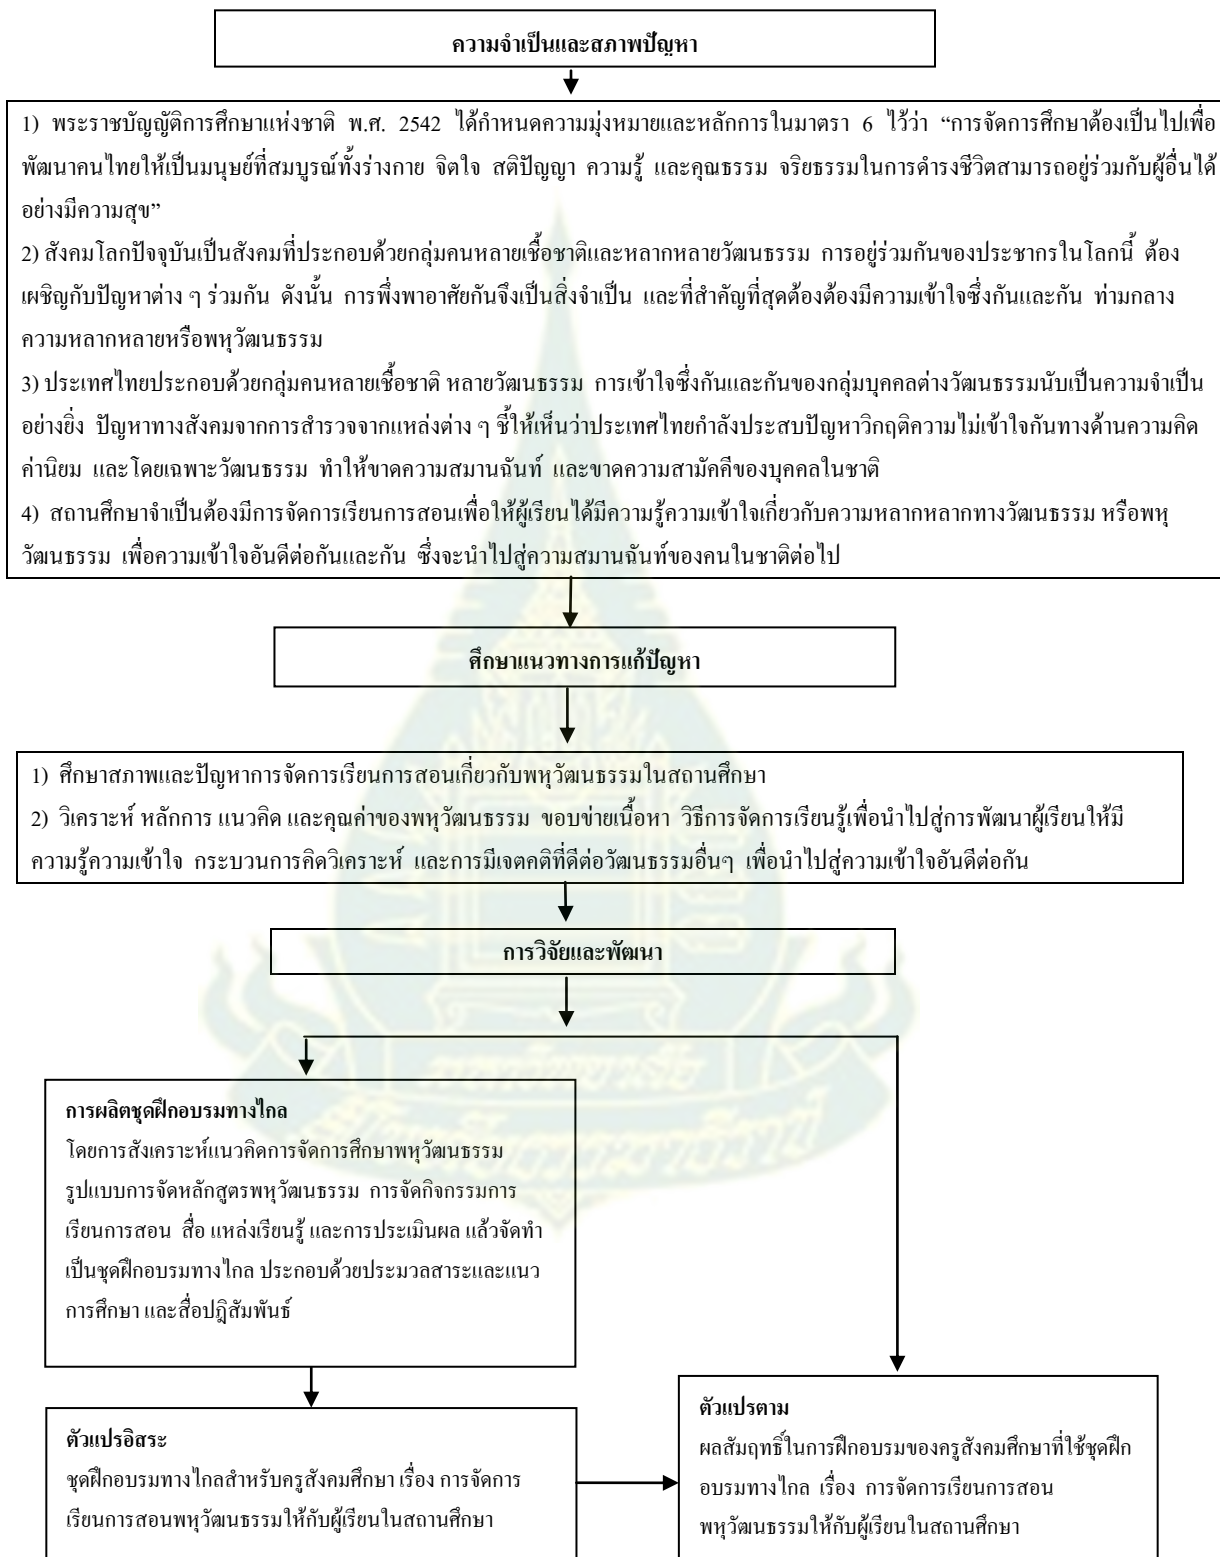 ความจำเป็นและสภาพปัญหา
1) พระราชบัญญัติการศึกษาแห่งชาติ พ.ศ. 2542 ได้กำหนดความมุ่งหมายและหลักการในมาตรา 6 ไว้ว่า “การจัดการศึกษาต้องเป็นไปเพื่อ
พัฒนาคนไทยให้เป็นมนุษย์ที่สมบูรณ์ทั้งร่างกาย จิตใจ สติปัญญา ความรู้ และคุณธรรม จริยธรรมในการดำรงชีวิตสามารถอยู่ร่วมกับผู้อื่นได้
อย่างมีความสุข”
2) สังคมโลกปัจจุบันเป็นสังคมที่ประกอบด้วยกลุ่มคนหลายเชื้อชาติและหลากหลายวัฒนธรรม การอยู่ร่วมกันของประชากรในโลกนี้ ต้อง
เผชิญกับปัญหาต่าง ๆ ร่วมกัน ดังนั้น การพึ่งพาอาศัยกันจึงเป็นสิ่งจำเป็น และที่สำคัญที่สุดต้องต้องมีความเข้าใจซึ่งกันและกัน ท่ามกลาง
ความหลากหลายหรือพหุวัฒนธรรม
3) ประเทศไทยประกอบด้วยกลุ่มคนหลายเชื้อชาติ หลายวัฒนธรรม การเข้าใจซึ่งกันและกันของกลุ่มบุคคลต่างวัฒนธรรมนับเป็นความจำเป็น
อย่างยิ่ง ปัญหาทางสังคมจากการสำรวจจากแหล่งต่าง ๆ ชี้ให้เห็นว่าประเทศไทยกำลังประสบปัญหาวิกฤติความไม่เข้าใจกันทางด้านความคิด
ค่านิยม และโดยเฉพาะวัฒนธรรม ทำให้ขาดความสมานฉันท์ และขาดความสามัคคีของบุคคลในชาติ
4) สถานศึกษาจำเป็นต้องมีการจัดการเรียนการสอนเพื่อให้ผู้เรียนได้มีความรู้ความเข้าใจเกี่ยวกับความหลากหลากทางวัฒนธรรม หรือพหุ
วัฒนธรรม เพื่อความเข้าใจอันดีต่อกันและกัน ซึ่งจะนำไปสู่ความสมานฉันท์ของคนในชาติต่อไป
ศึกษาแนวทางการแก้ปัญหา
1) ศึกษาสภาพและปัญหาการจัดการเรียนการสอนเกี่ยวกับพหุวัฒนธรรมในสถานศึกษา
2) วิเคราะห์ หลักการ แนวคิด และคุณค่าของพหุวัฒนธรรม ขอบข่ายเนื้อหา วิธีการจัดการเรียนรู้เพื่อนำไปสู่การพัฒนาผู้เรียนให้มี
ความรู้ความเข้าใจ กระบวนการคิดวิเคราะห์ และการมีเจตคติที่ดีต่อวัฒนธรรมอื่นๆ เพื่อนำไปสู่ความเข้าใจอันดีต่อกัน
การวิจัยและพัฒนา
การผลิตชุดฝึกอบรมทางไกล
โดยการสังเคราะห์แนวคิดการจัดการศึกษาพหุวัฒนธรรม
รูปแบบการจัดหลักสูตรพหุวัฒนธรรม การจัดกิจกรรมการ
เรียนการสอน สื่อ แหล่งเรียนรู้ และการประเมินผล แล้วจัดทำ
เป็นชุดฝึกอบรมทางไกล ประกอบด้วยประมวลสาระและแนว
การศึกษา และสื่อปฏิสัมพันธ์
ตัวแปรอิสระ
ชุดฝึกอบรมทางไกลสำหรับครูสังคมศึกษา เรื่อง การจัดการ
เรียนการสอนพหุวัฒนธรรมให้กับผู้เรียนในสถานศึกษา
ตัวแปรตาม
ผลสัมฤทธิ์ในการฝึกอบรมของครูสังคมศึกษาที่ใช้ชุดฝึก
อบรมทางไกล เรื่อง การจัดการเรียนการสอน
พหุวัฒนธรรมให้กับผู้เรียนในสถานศึกษา